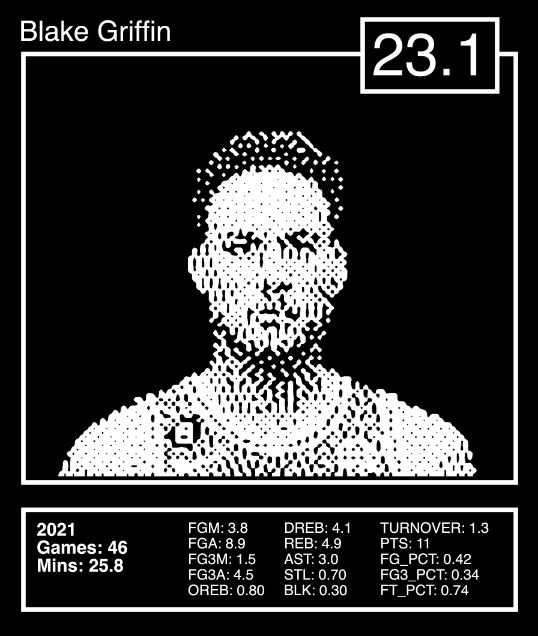 Blake Griffin
23.1
2021
Games: 46
Mins: 25.8
FGM: 3.8
FGA: 8.9
FG3M: 1.5
FG3A: 4.5
OREB: 0.80
DREB: 4.1
REB: 4.9
AST: 3.0
STL: 0.70
BLK: 0.30
TURNOVER: 1.3
PTS: 11
FG_PCT: 0.42
FG3_PCT: 0.34
FT_PCT: 0.74